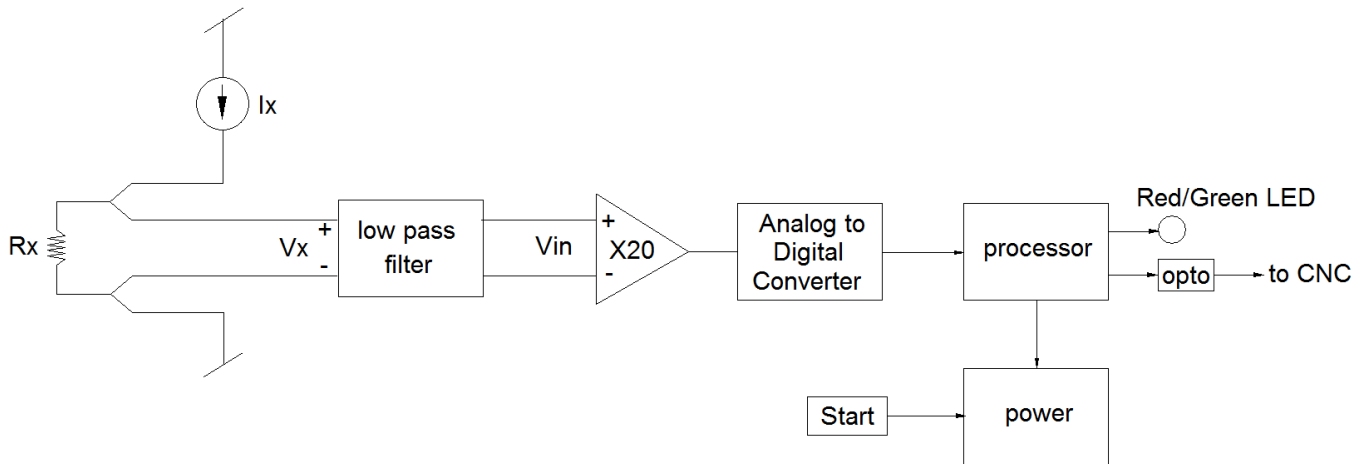 Ix
Rx
+
Vx
-
low pass
filter
Vin
+
X20
-
Analog to
Digital
Converter
processor
Red/Green LED
opto
to CNC
Start
power